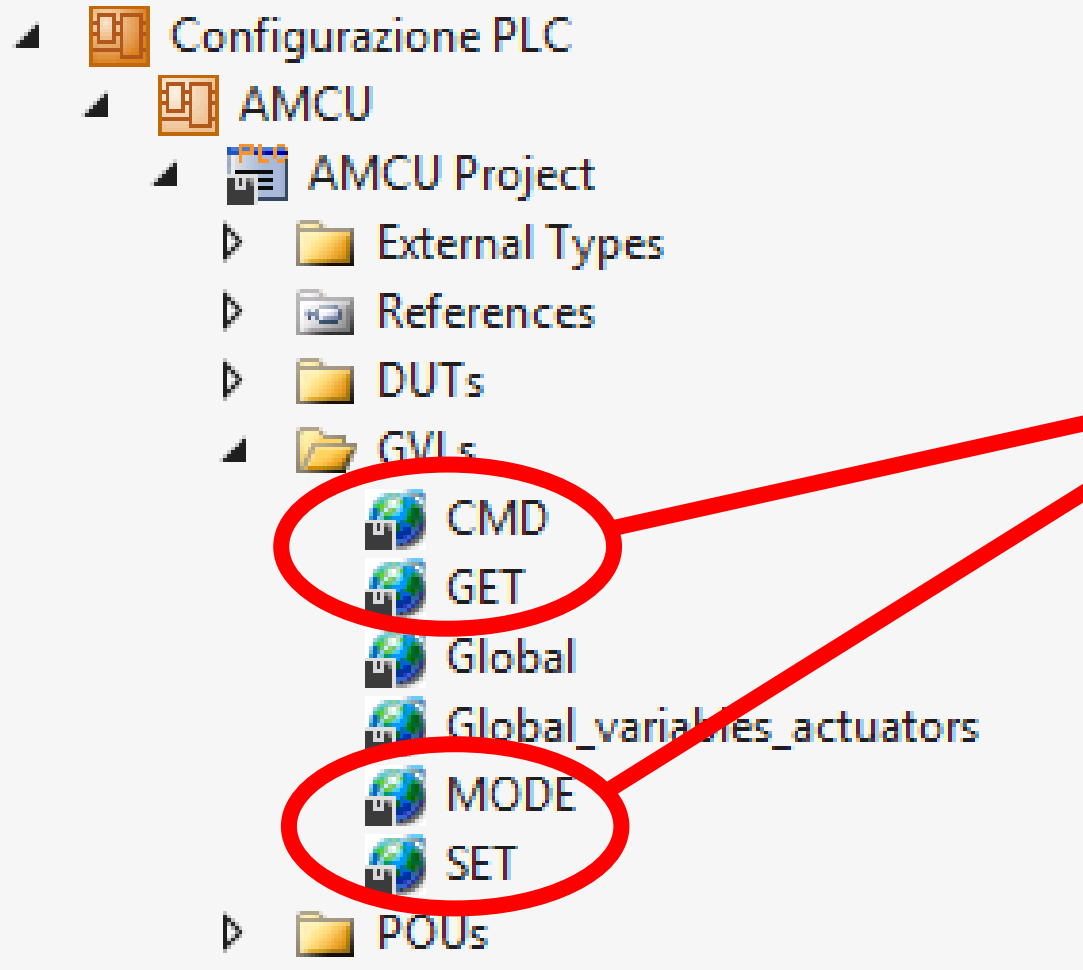 Configurazione PLC
AMCU
PLC
AMCU Project
External Types
References
DUTs
GVLs
CMD
GET
Global
Global_variables_actuators
MODE
SET
POUs